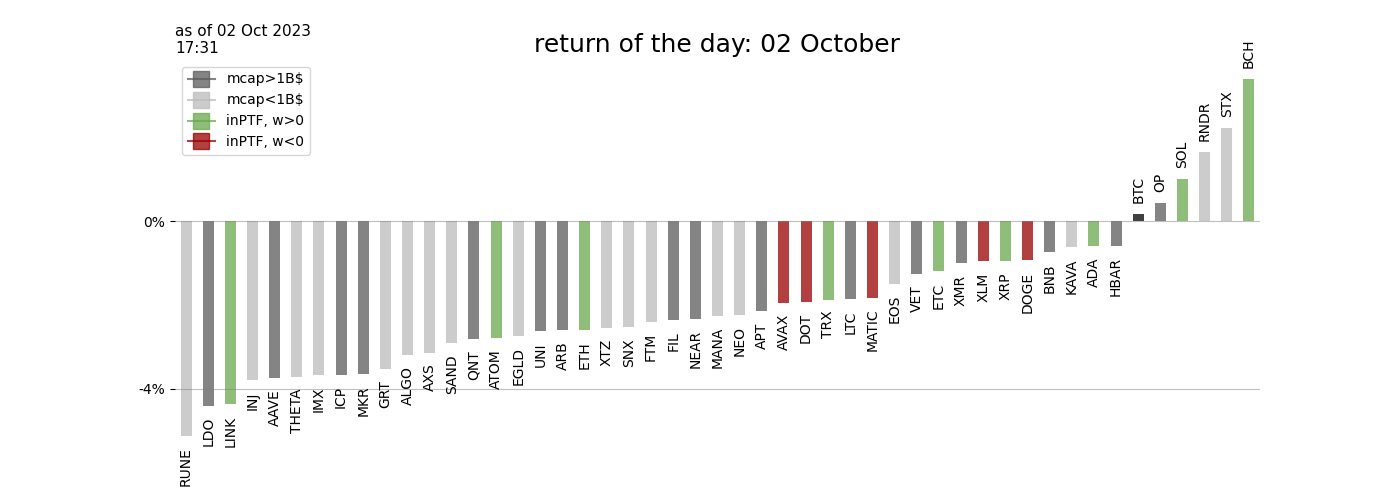 as of 02 Oct 2023
17:31
return of the day: 02 October
mcap>1B$
mcap<1B$
inPTF, w>0
inPTF, w<0
0%
-4%
RUNE
LDO
LINK
INJ
AAVE
THETA
IMX
ICP
MKR
GRT
ALGO
AXS
SAND
QNT
ATOM
EGLD
UNI
ARB
ETH
XTZ
SNX
FTM
FIL
NEAR
MANA
NEO
APT
AVAX
DOT
TRX
LTC
MATIC
EOS
VET
ETC
XMR
XLM
XRP
DOGE
BNB
KAVA
ADA
HBAR
BTC
OP
SOL
RNDR
STX
BCH